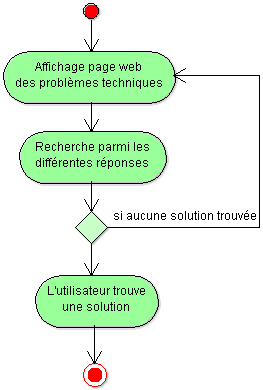 Affichage page web
des problèmes techniques
Recherche parmi les
différentes réponses
si aucune solution trouvée
L'utilisateur trouve
une solution